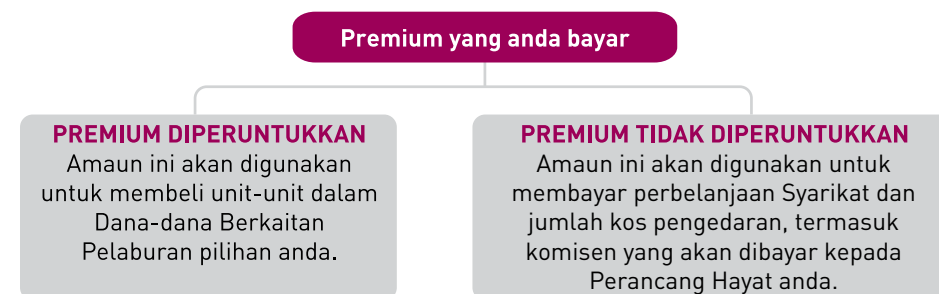 Premium yang anda bayar
PREMIUM DIPERUNTUKKAN
Amaun ini akan digunakan
untuk membeli unit-unit dalam
Dana-dana Berkaitan
Pelaburan pilihan anda.
PREMIUM TIDAK DIPERUNTUKKAN
Amaun ini akan digunakan untuk
membayar perbelanjaan Syarikat dan
jumlah kos pengedaran, termasuk
komisen yang akan dibayar kepada
Perancang Hayat anda.